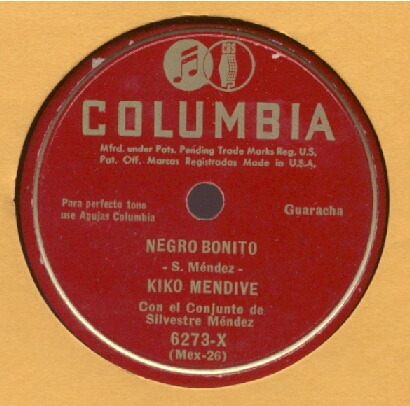 CBS
COLUMBIA
Mfrd. under Pats. Pending Trade Marks Reg. U.S.
Pat. Off. Marcas Registradas Made in U.S.A.
Para perfecto tono
use Agujas Columbia
Guaracha
NEGRO BONITO
- S. Méndez -
KIKO MENDIVE
Con el Conjunto de
Silvestre Méndez
6273-X
(Mex-26)